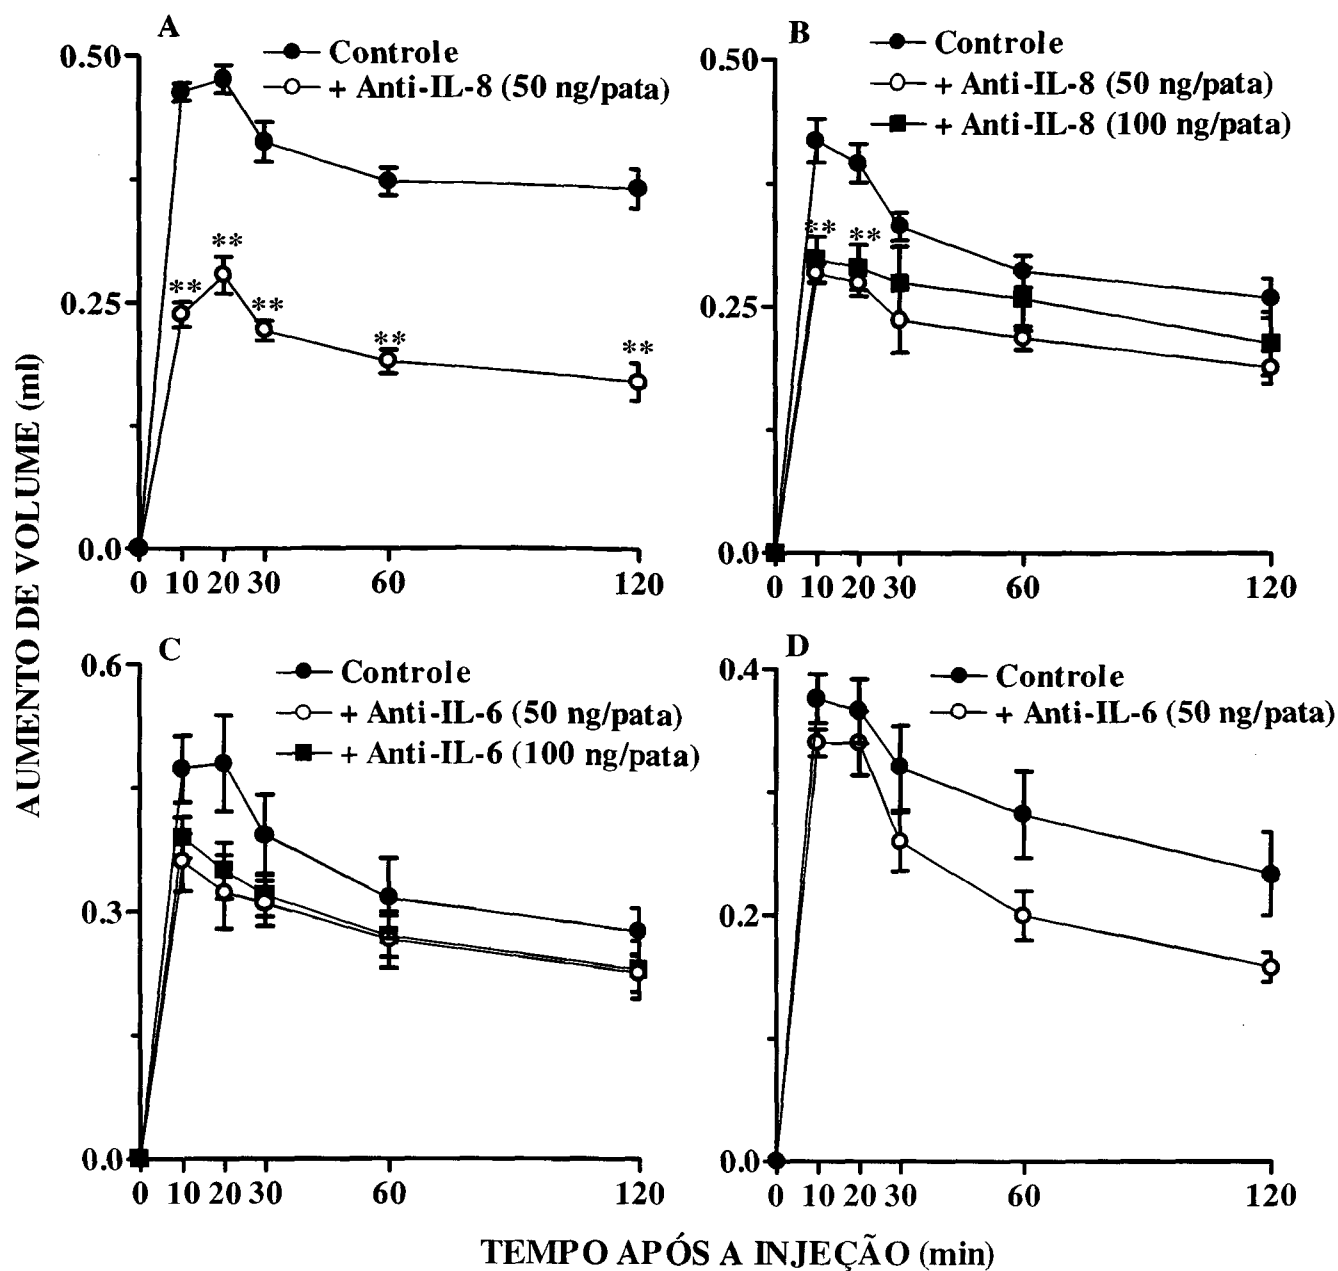 A
Controle
+ Anti-IL-8 (50 ng/pata)
0.50
0.25
0.0
**
**
**
**
**
0 10 20 30 60 120
B
Controle
+ Anti-IL-8 (50 ng/pata)
+ Anti-IL-8 (100 ng/pata)
0.50
0.25
0.0
** **
0 10 20 30 60 120
AUMENTO DE VOLUME (ml)
C
Controle
+ Anti-IL-6 (50 ng/pata)
+ Anti-IL-6 (100 ng/pata)
0.6
0.3
0.0
0 10 20 30 60 120
D
Controle
+ Anti-IL-6 (50 ng/pata)
0.4
0.2
0.0
0 10 20 30 60 120
TEMPO APÓS A INJEÇÃO (min)